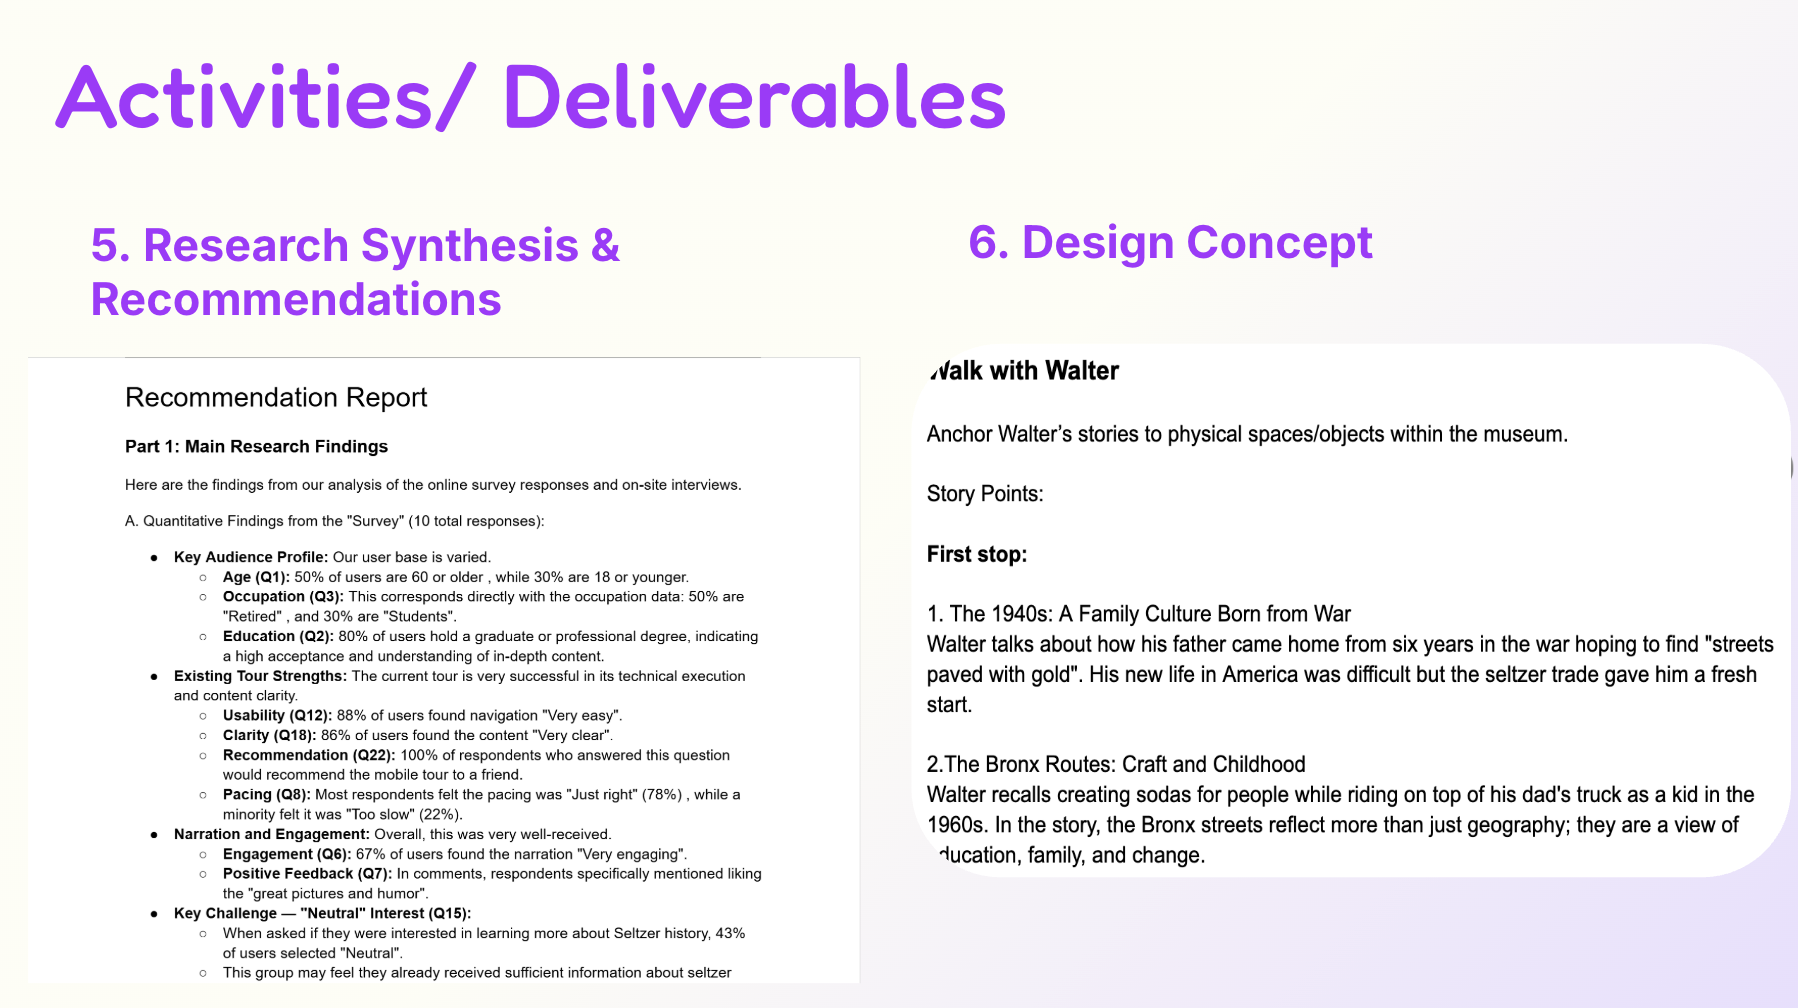 Activities/ Deliverables
5. Research Synthesis &
Recommendations
Recommendation Report
Part 1: Main Research Findings
Here are the findings from our analysis of the online survey responses and on-site interviews.
A. Quantitative Findings from the "Survey" (10 total responses):
● Key Audience Profile: Our user base is varied.
○ Age (Q1): 50% of users are 60 or older , while 30% are 18 or younger.
○ Occupation (Q3): This corresponds directly with the occupation data: 50% are
"Retired" , and 30% are "Students".
○ Education (Q2): 80% of users hold a graduate or professional degree, indicating
a high acceptance and understanding of in-depth content.
● Existing Tour Strengths: The current tour is very successful in its technical execution
and content clarity.
○ Usability (Q12): 88% of users found navigation "Very easy".
○ Clarity (Q18): 86% of users found the content "Very clear".
○ Recommendation (Q22): 100% of respondents who answered this question
would recommend the mobile tour to a friend.
○ Pacing (Q8): Most respondents felt the pacing was "Just right" (78%) , while a
minority felt it was "Too slow" (22%).
● Narration and Engagement: Overall, this was very well-received.
○ Engagement (Q6): 67% of users found the narration "Very engaging".
○ Positive Feedback (Q7): In comments, respondents specifically mentioned liking
the "great pictures and humor".
● Key Challenge — "Neutral" Interest (Q15):
○ When asked if they were interested in learning more about Seltzer history, 43%
of users selected "Neutral".
○ This group may feel they already received sufficient information about seltzer
6. Design Concept
Walk with Walter
Anchor Walter’s stories to physical spaces/objects within the museum.
Story Points:
First stop:
1. The 1940s: A Family Culture Born from War
Walter talks about how his father came home from six years in the war hoping to find "streets
paved with gold". His new life in America was difficult but the seltzer trade gave him a fresh
start.
2.The Bronx Routes: Craft and Childhood
Walter recalls creating sodas for people while riding on top of his dad's truck as a kid in the
1960s. In the story, the Bronx streets reflect more than just geography; they are a view of
education, family, and change.